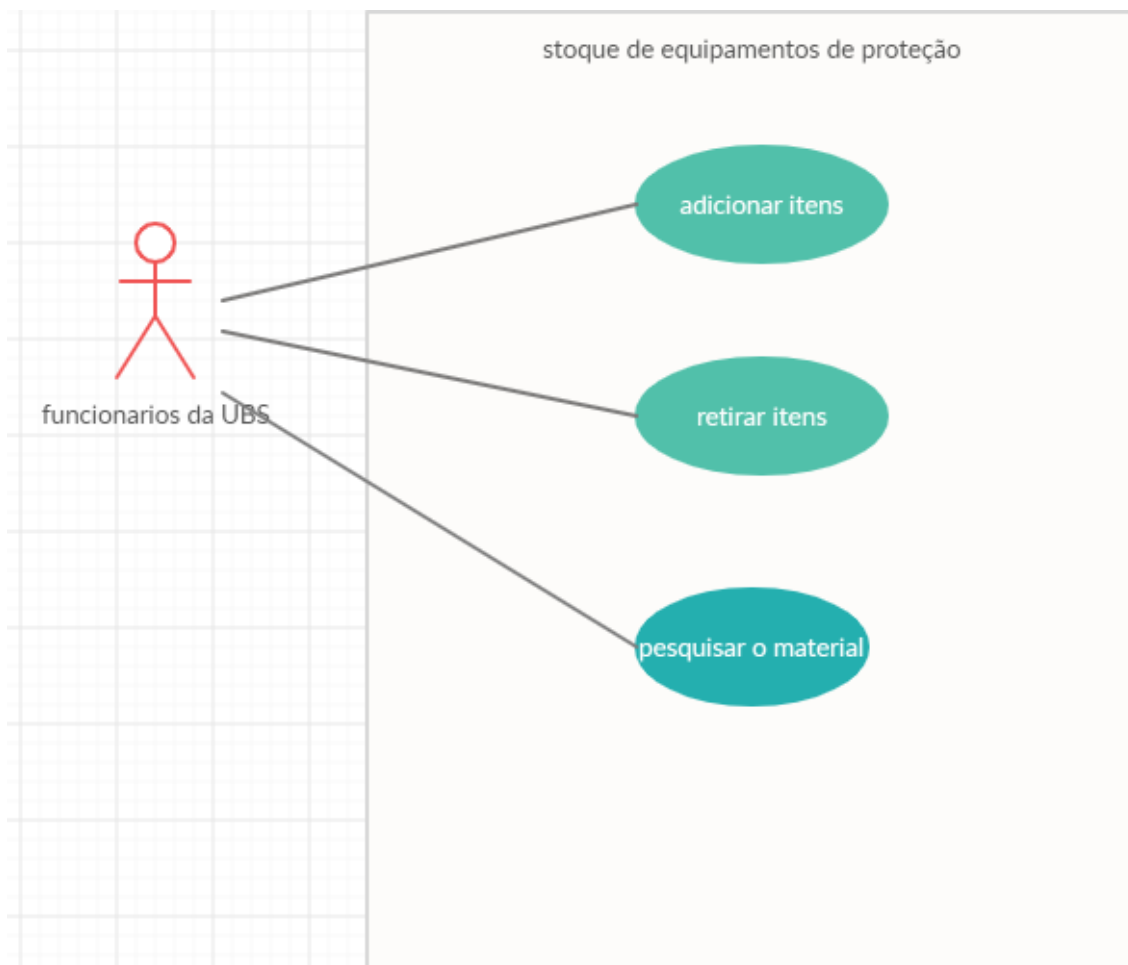 stoque de equipamentos de proteção
adicionar itens
retirar itens
funcionarios da UBS
pesquisar o material